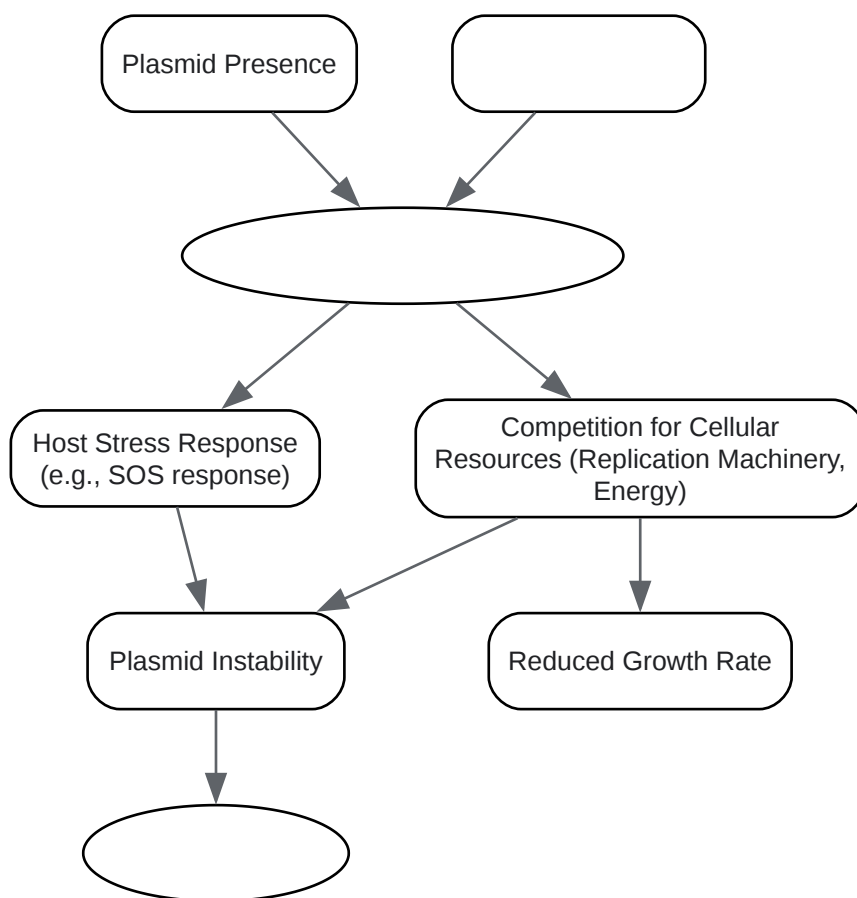 Plasmid Presence
Host Stress Response
(e.g., SOS response)
Competition for Cellular
Resources (Replication Machinery,
Energy)
Plasmid Instability
Reduced Growth Rate